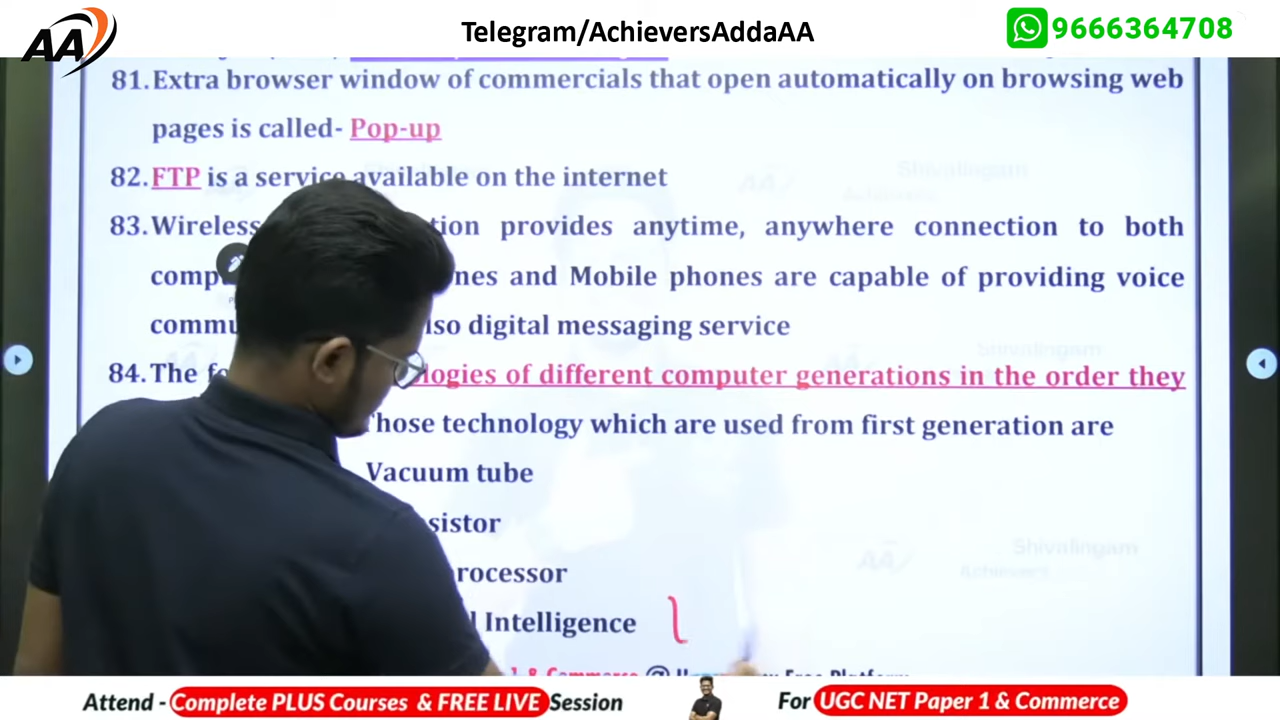 AA
Telegram/AchieversAddaAA
9666364708
81. Extra browser window of commercials that open automatically on browsing web
pages is called- Pop-up
82. FTP is a service available on the internet
Shivalingam
83. Wireless tion provides anytime, anywhere connection to both
comp nes and Mobile phones are capable of providing voice
commu lso digital messaging service
84. The fo logies of different computer generations in the order they
Those technology which are used from first generation are
Vacuum tube
sistor
Shivalingam
rocessor
l Intelligence
Attend - Complete PLUS Courses & FREE LIVE Session
For UGC NET Paper 1 & Commerce